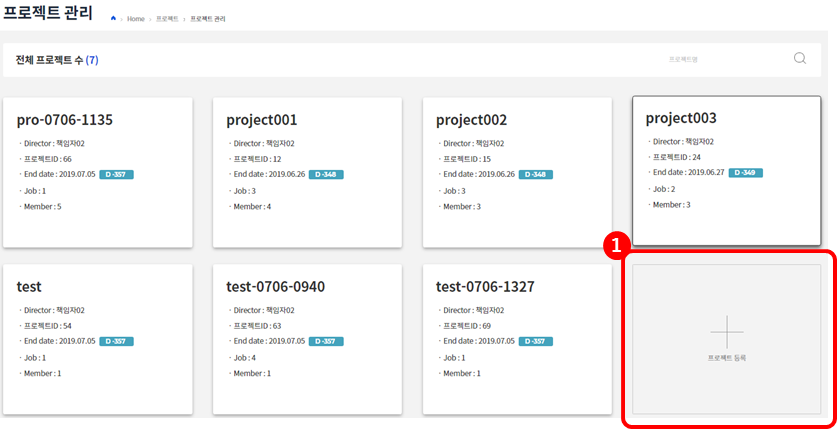 프로젝트 관리
Home › 프로젝트 › 프로젝트 관리
전체 프로젝트 수 (7)
프로젝트명
pro-0706-1135
· Director : 책임자02
· 프로젝트ID : 66
· End date : 2019.07.05 D -357
· Job : 1
· Member : 5
project001
· Director : 책임자02
· 프로젝트ID : 12
· End date : 2019.06.26 D -348
· Job : 3
· Member : 4
project002
· Director : 책임자02
· 프로젝트ID : 15
· End date : 2019.06.26 D -348
· Job : 3
· Member : 3
project003
· Director : 책임자02
· 프로젝트ID : 24
· End date : 2019.06.27 D -349
· Job : 2
· Member : 3
test
· Director : 책임자02
· 프로젝트ID : 54
· End date : 2019.07.05 D -357
· Job : 1
· Member : 1
test-0706-0940
· Director : 책임자02
· 프로젝트ID : 63
· End date : 2019.07.05 D -357
· Job : 4
· Member : 1
test-0706-1327
· Director : 책임자02
· 프로젝트ID : 69
· End date : 2019.07.05 D -357
· Job : 1
· Member : 1
1
프로젝트 등록